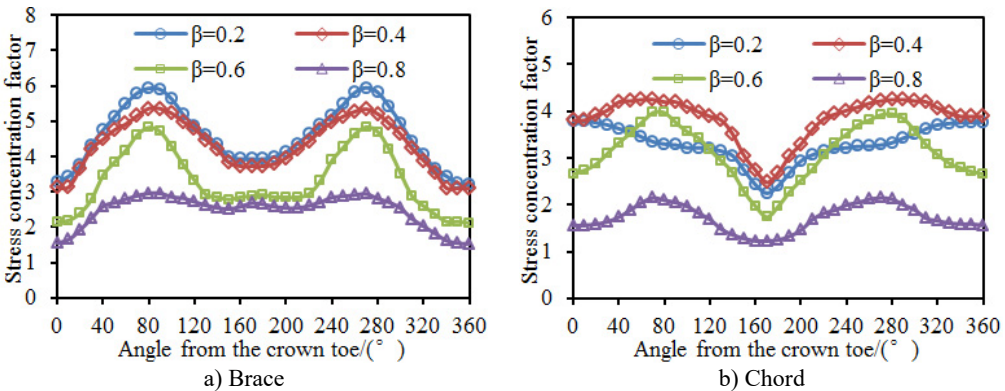 8
7
6
5
4
3
2
1
0
Stress concentration factor
β=0.2 β=0.4
β=0.6 β=0.8
0 40 80 120 160 200 240 280 320 360
Angle from the crown toe/(°)
a) Brace
6
5
4
3
2
1
0
Stress concentration factor
β=0.2 β=0.4
β=0.6 β=0.8
0 40 80 120 160 200 240 280 320 360
Angle from the crown toe/(°)
b) Chord